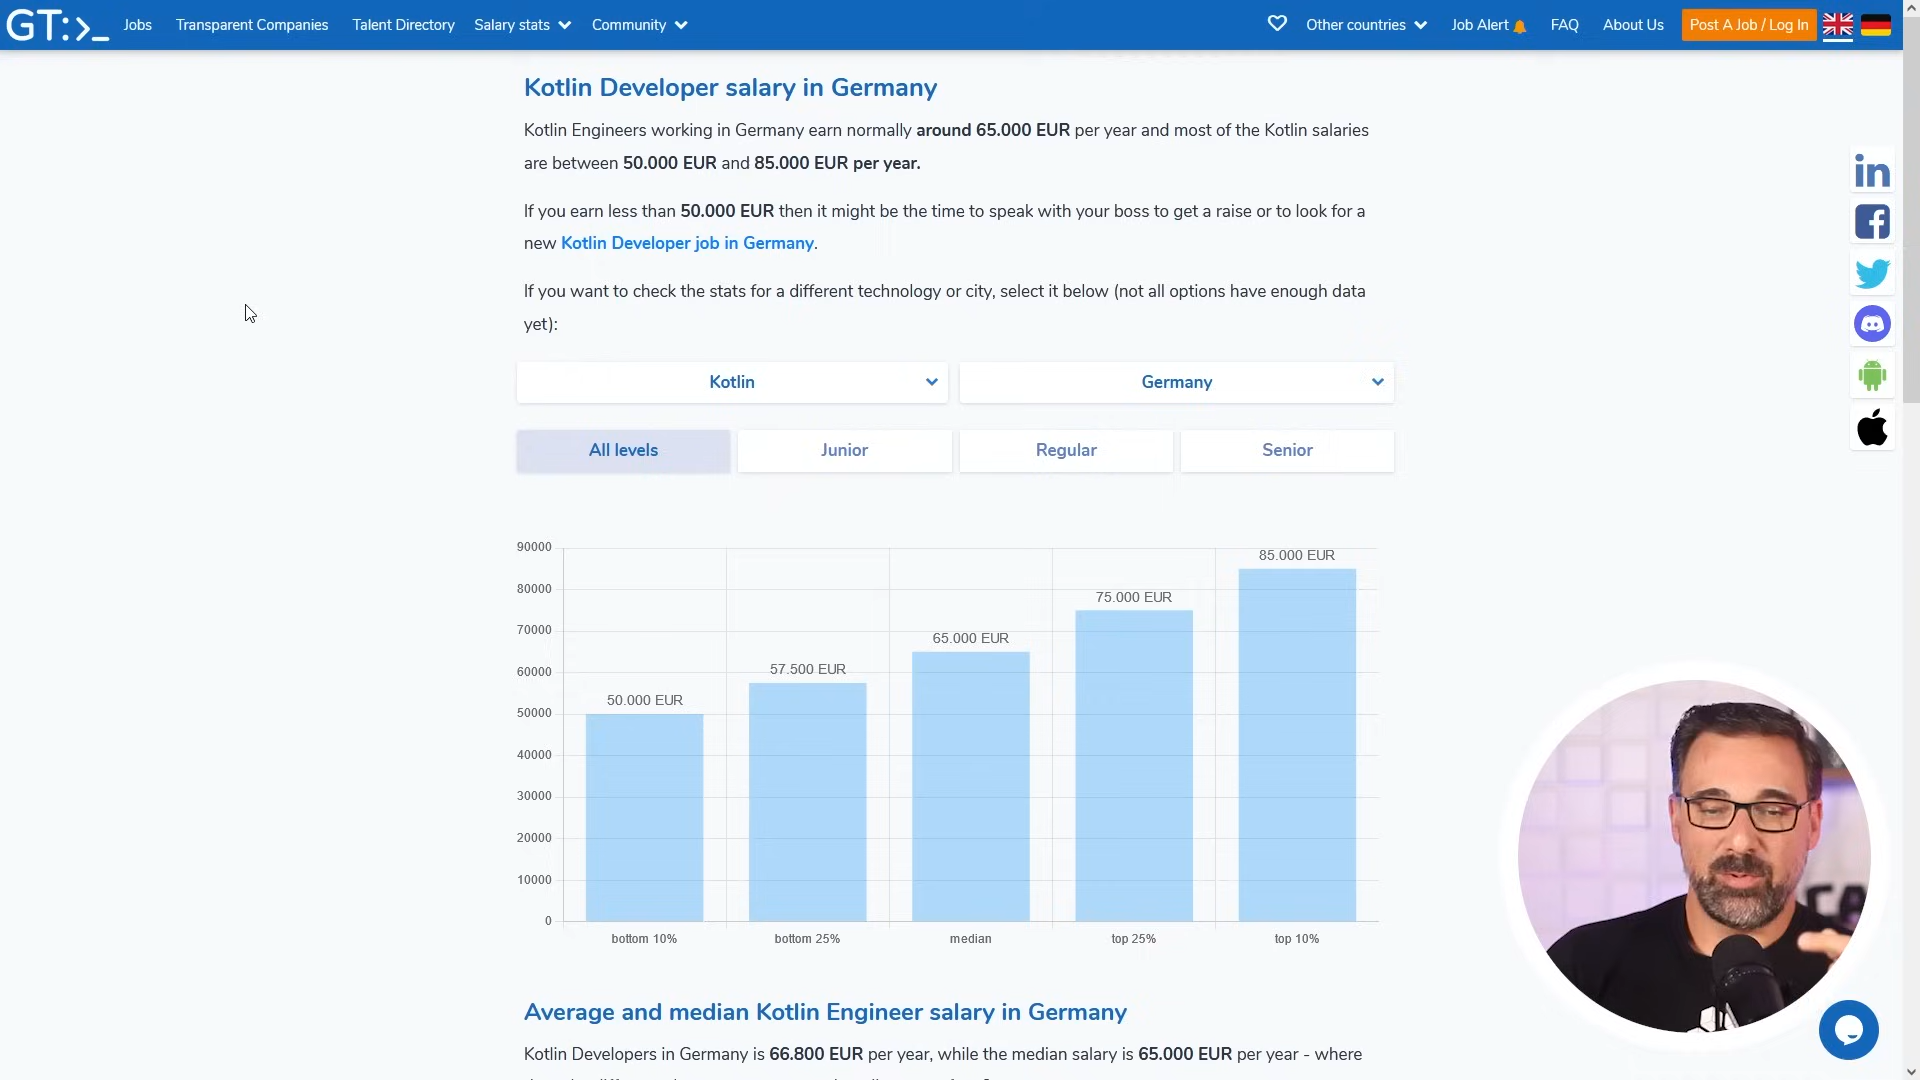 GT:>_ Jobs Transparent Companies Talent Directory Salary stats Community Other countries Job Alert FAQ About Us Post A Job / Log In
Kotlin Developer salary in Germany
Kotlin Engineers working in Germany earn normally around 65.000 EUR per year and most of the Kotlin salaries
are between 50.000 EUR and 85.000 EUR per year.
If you earn less than 50.000 EUR then it might be the time to speak with your boss to get a raise or to look for a
new Kotlin Developer job in Germany.
If you want to check the stats for a different technology or city, select it below (not all options have enough data
yet):
Kotlin Germany
All levels Junior Regular Senior
90000
85.000 EUR
80000
75.000 EUR
70000
65.000 EUR
60000
57.500 EUR
50.000 EUR
50000
40000
30000
20000
10000
0
bottom 10% bottom 25% median top 25% top 10%
Average and median Kotlin Engineer salary in Germany
Kotlin Developers in Germany is 66.800 EUR per year, while the median salary is 65.000 EUR per year - where